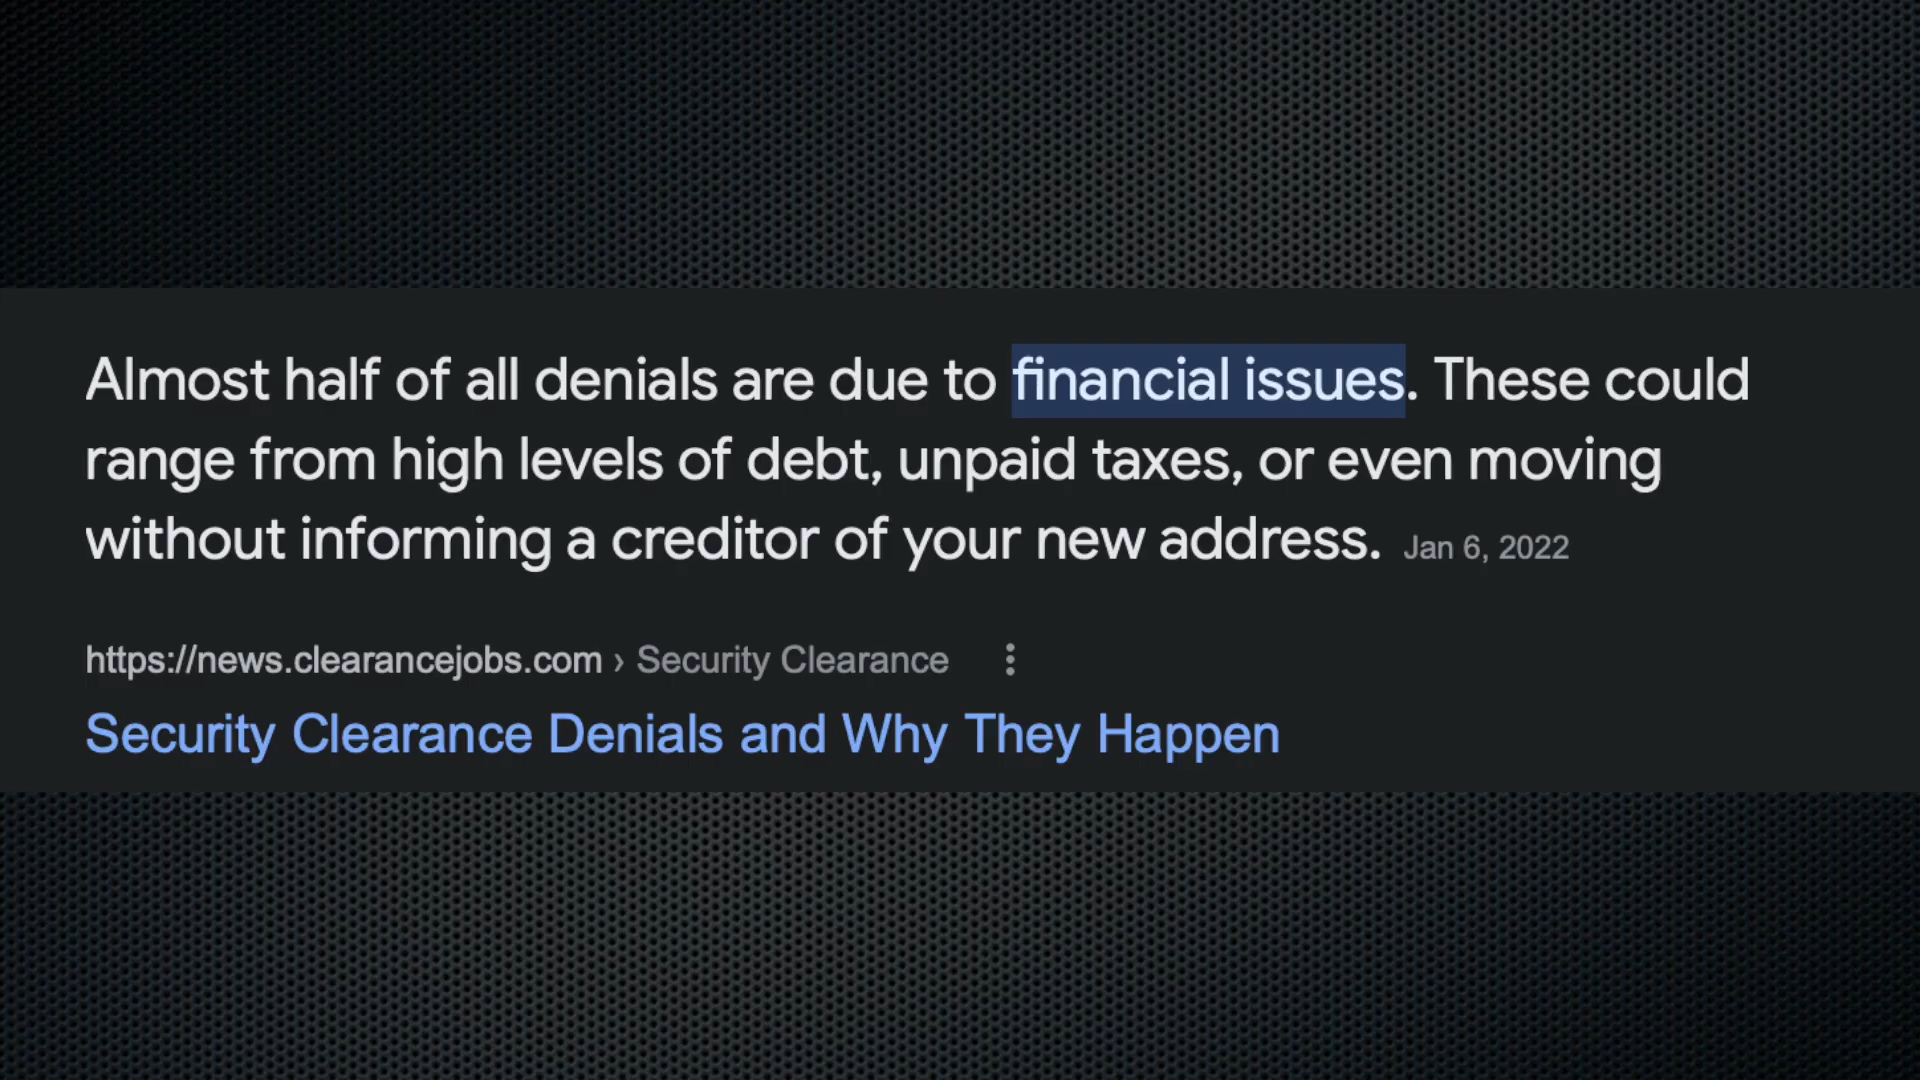 Almost half of all denials are due to financial issues. These could
range from high levels of debt, unpaid taxes, or even moving
without informing a creditor of your new address. Jan 6, 2022
https://news.clearancejobs.com › Security Clearance
Security Clearance Denials and Why They Happen